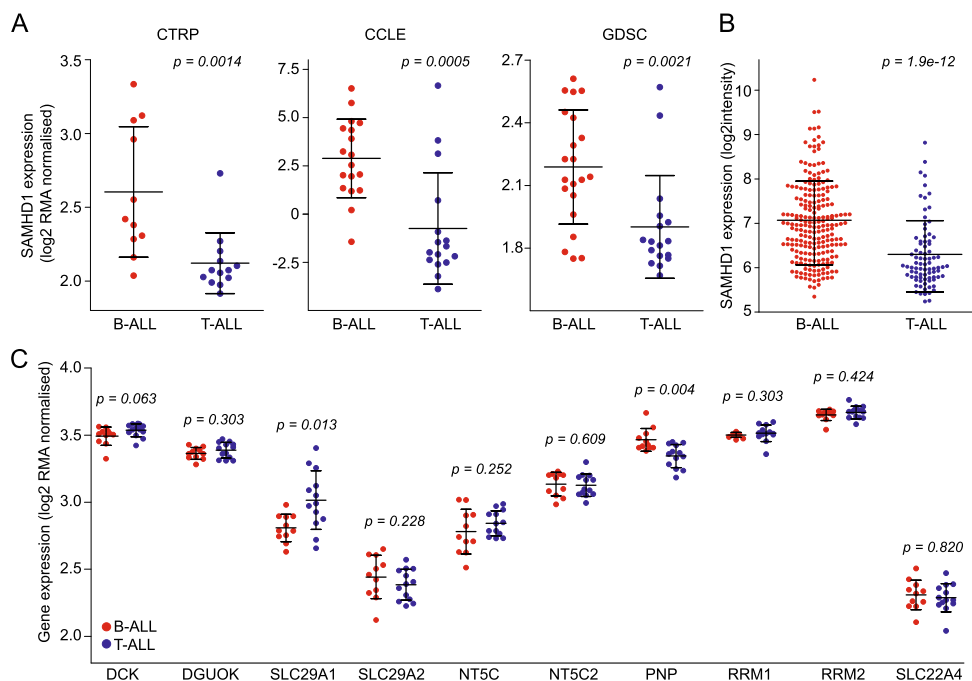 A
CTRP
CCLE
GDSC
p = 0.0014
p = 0.0005
p = 0.0021
SAMHD1 expression
(log2 RMA normalised)
3.5
3.0
2.5
2.0
7.5
5.0
2.5
0
-2.5
2.7
2.4
2.1
1.8
B-ALL
T-ALL
B-ALL
T-ALL
B-ALL
T-ALL
B
p = 1.9e-12
SAMHD1 expression (log2intensity)
10
9
8
7
6
5
B-ALL
T-ALL
C
Gene expression (log2 RMA normalised)
4.0
3.5
3.0
2.5
2.0
p = 0.063
p = 0.303
p = 0.013
p = 0.228
p = 0.252
p = 0.609
p = 0.004
p = 0.303
p = 0.424
p = 0.820
B-ALL
T-ALL
DCK
DGUOK
SLC29A1
SLC29A2
NT5C
NT5C2
PNP
RRM1
RRM2
SLC22A4